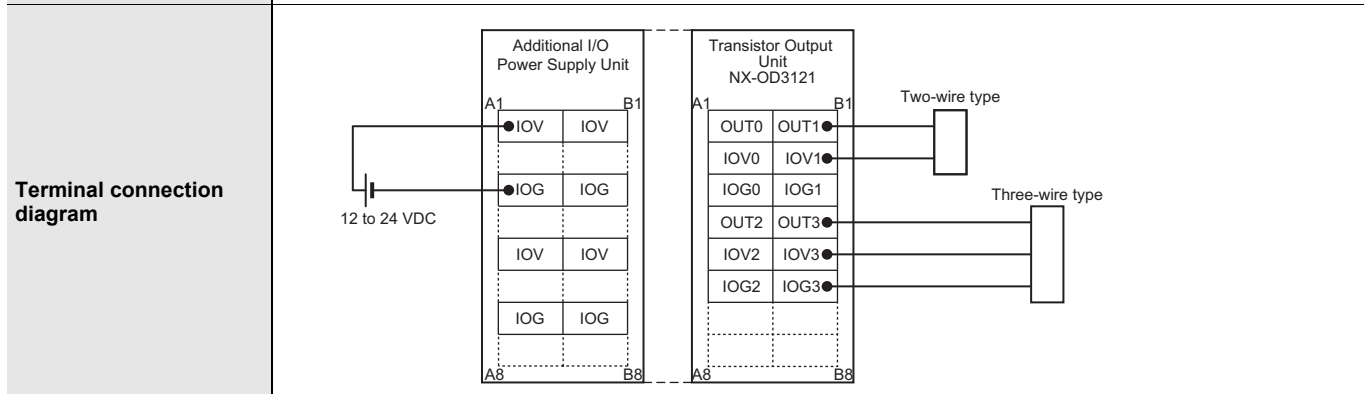 Terminal connection
diagram
Additional I/O
Power Supply Unit
A1 B1
IOV IOV
IOG IOG
IOV IOV
IOG IOG
A8 B8
12 to 24 VDC
Transistor Output
Unit
NX-OD3121
A1 B1
OUT0 OUT1
IOV0 IOV1
IOG0 IOG1
OUT2 OUT3
IOV2 IOV3
IOG2 IOG3
A8 B8
Two-wire type
Three-wire type